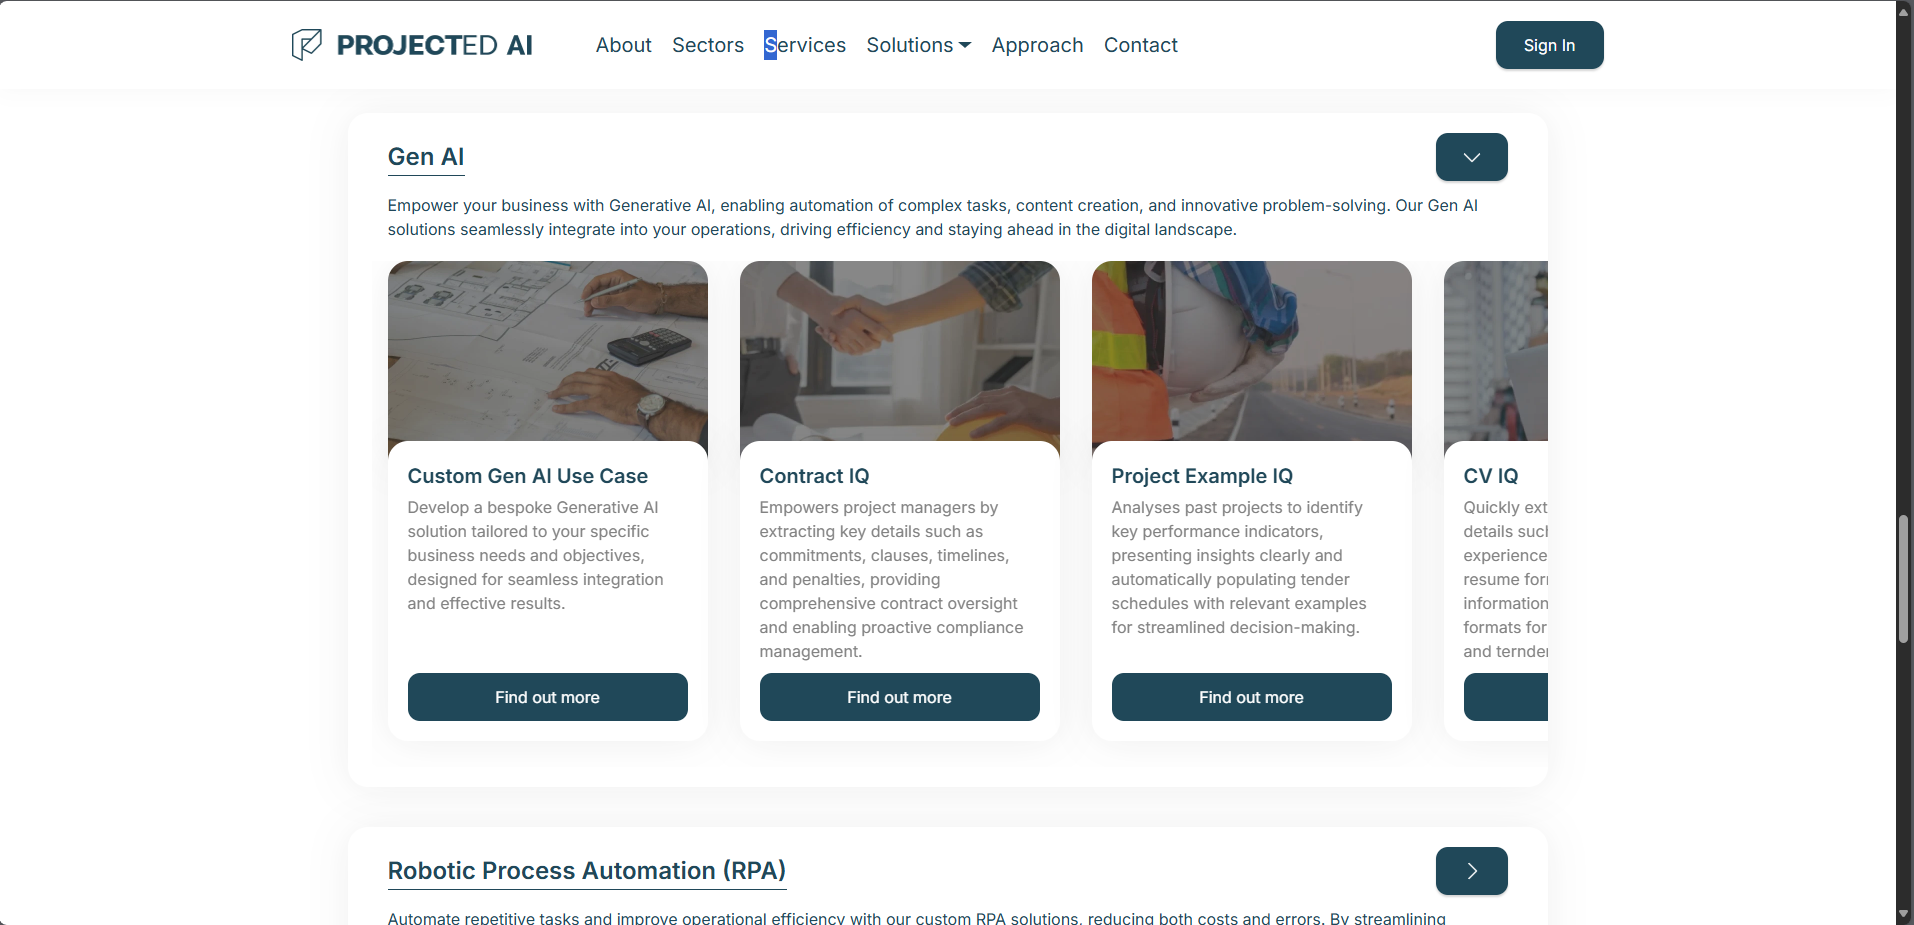 PROJECTED AI
About Sectors Services Solutions Approach Contact
Sign In
Gen AI
Empower your business with Generative AI, enabling automation of complex tasks, content creation, and innovative problem-solving. Our Gen AI
solutions seamlessly integrate into your operations, driving efficiency and staying ahead in the digital landscape.
Custom Gen AI Use Case
Develop a bespoke Generative AI
solution tailored to your specific
business needs and objectives,
designed for seamless integration
and effective results.
Find out more
Contract IQ
Empowers project managers by
extracting key details such as
commitments, clauses, timelines,
and penalties, providing
comprehensive contract oversight
and enabling proactive compliance
management.
Find out more
Project Example IQ
Analyses past projects to identify
key performance indicators,
presenting insights clearly and
automatically populating tender
schedules with relevant examples
for streamlined decision-making.
Find out more
CV IQ
Quickly ext
details such
experience
resume for
information
formats for
and ternde
Robotic Process Automation (RPA)
Automate repetitive tasks and improve operational efficiency with our custom RPA solutions, reducing both costs and errors. By streamlining